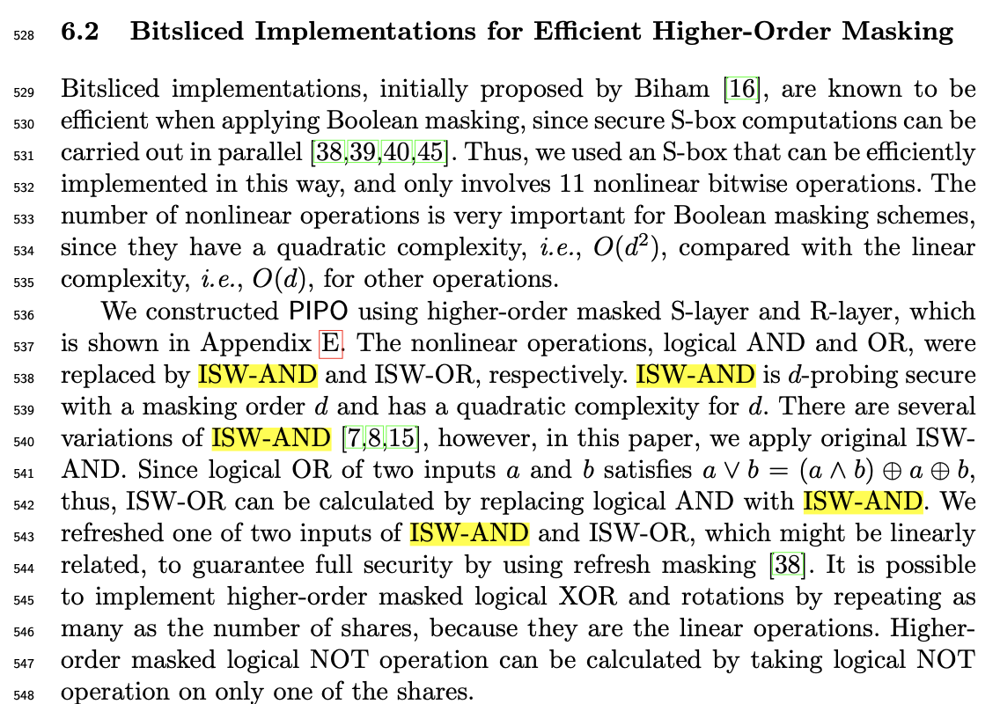 528 6.2 Bitsliced Implementations for Efficient Higher-Order Masking
529 Bitsliced implementations, initially proposed by Biham [16], are known to be
530 efficient when applying Boolean masking, since secure S-box computations can be
531 carried out in parallel [38,39,40,45]. Thus, we used an S-box that can be efficiently
532 implemented in this way, and only involves 11 nonlinear bitwise operations. The
533 number of nonlinear operations is very important for Boolean masking schemes,
534 since they have a quadratic complexity, i.e., O(d²), compared with the linear
535 complexity, i.e., O(d), for other operations.
536 We constructed PIPO using higher-order masked S-layer and R-layer, which
537 is shown in Appendix E. The nonlinear operations, logical AND and OR, were
538 replaced by ISW-AND and ISW-OR, respectively. ISW-AND is d-probing secure
539 with a masking order d and has a quadratic complexity for d. There are several
540 variations of ISW-AND [7,8,15], however, in this paper, we apply original ISW-
541 AND. Since logical OR of two inputs a and b satisfies a ∨ b = (a ∧ b) ⊕ a ⊕ b,
542 thus, ISW-OR can be calculated by replacing logical AND with ISW-AND. We
543 refreshed one of two inputs of ISW-AND and ISW-OR, which might be linearly
544 related, to guarantee full security by using refresh masking [38]. It is possible
545 to implement higher-order masked logical XOR and rotations by repeating as
546 many as the number of shares, because they are the linear operations. Higher-
547 order masked logical NOT operation can be calculated by taking logical NOT
548 operation on only one of the shares.